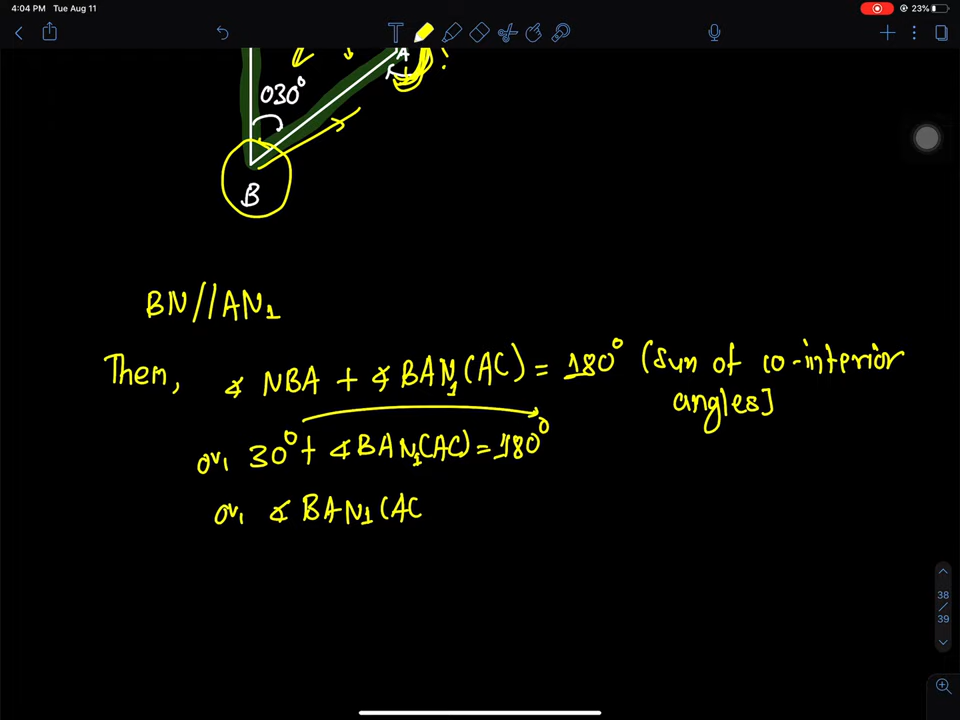 4:04 PM Tue Aug 11
23%
T
A
030°
B
BN//AN₁
Then, ∡ NBA + ∡ BAN₁(AC) = 180° (Sum of co-interior
angles]
or, 30° + ∡BAN₁(AC) = 180°
or, ∡ BAN₁(AC
38
/
39